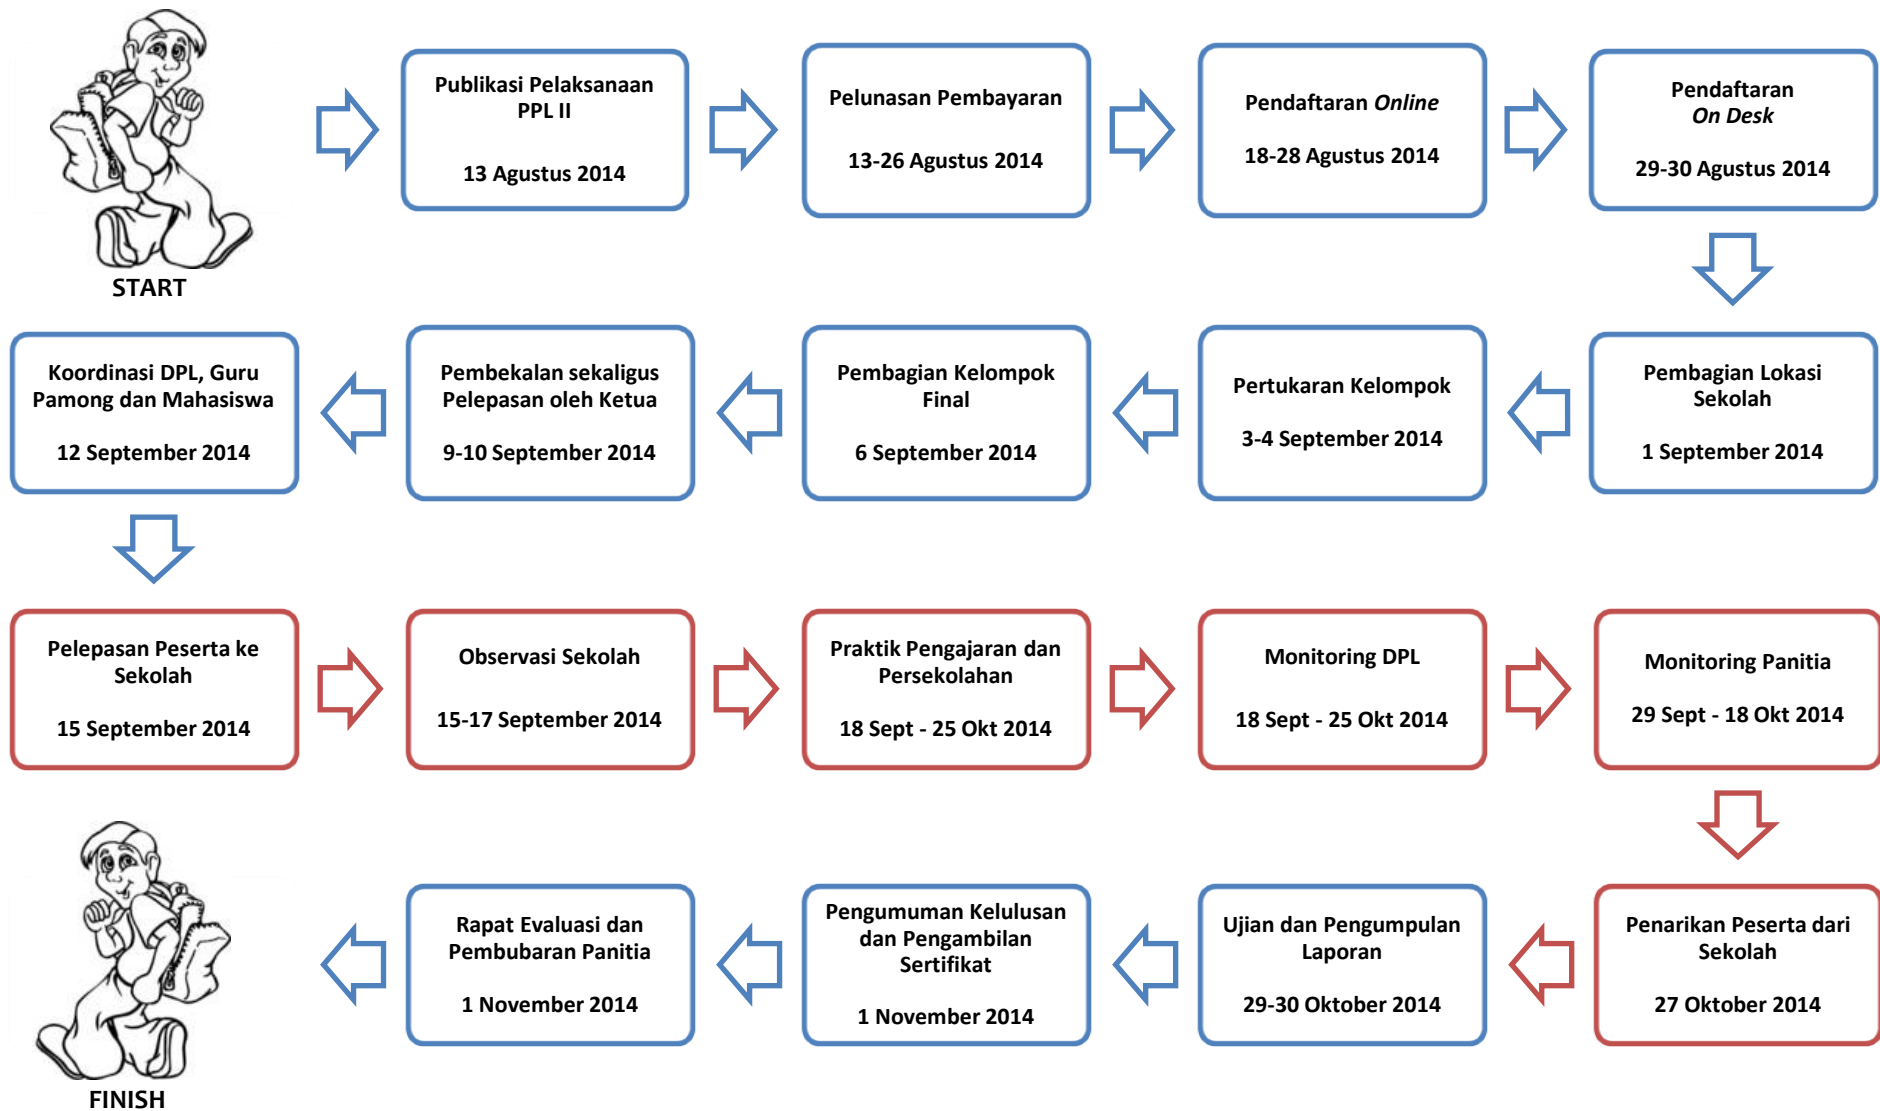 START
Publikasi Pelaksanaan
PPL II
13 Agustus 2014
Pelunasan Pembayaran
13-26 Agustus 2014
Pendaftaran Online
18-28 Agustus 2014
Pendaftaran
On Desk
29-30 Agustus 2014
Pembagian Lokasi
Sekolah
1 September 2014
Pertukaran Kelompok
3-4 September 2014
Pembagian Kelompok
Final
6 September 2014
Pembekalan sekaligus
Pelepasan oleh Ketua
9-10 September 2014
Koordinasi DPL, Guru
Pamong dan Mahasiswa
12 September 2014
Pelepasan Peserta ke
Sekolah
15 September 2014
Observasi Sekolah
15-17 September 2014
Praktik Pengajaran dan
Persekolahan
18 Sept - 25 Okt 2014
Monitoring DPL
18 Sept - 25 Okt 2014
Monitoring Panitia
29 Sept - 18 Okt 2014
Penarikan Peserta dari
Sekolah
27 Oktober 2014
Ujian dan Pengumpulan
Laporan
29-30 Oktober 2014
Pengumuman Kelulusan
dan Pengambilan
Sertifikat
1 November 2014
Rapat Evaluasi dan
Pembubaran Panitia
1 November 2014
FINISH